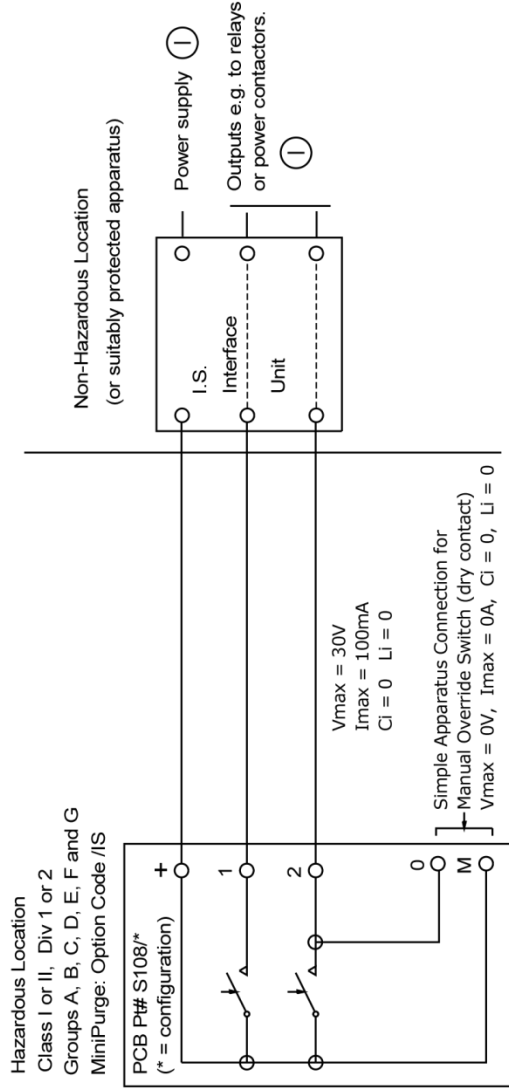 Hazardous Location
Class I or II, Div 1 or 2
Groups A, B, C, D, E, F and G
MiniPurge: Option Code /IS
PCB Pt# S108/*
(* = configuration)
+
1
2
0
M
Vmax = 30V
Imax = 100mA
Ci = 0 Li = 0
Simple Apparatus Connection for
Manual Override Switch (dry contact)
Vmax = 0V, Imax = 0A, Ci = 0, Li = 0
Non-Hazardous Location
(or suitably protected apparatus)
I.S.
Interface
Unit
Power supply I
Outputs e.g. to relays
or power contactors.
I